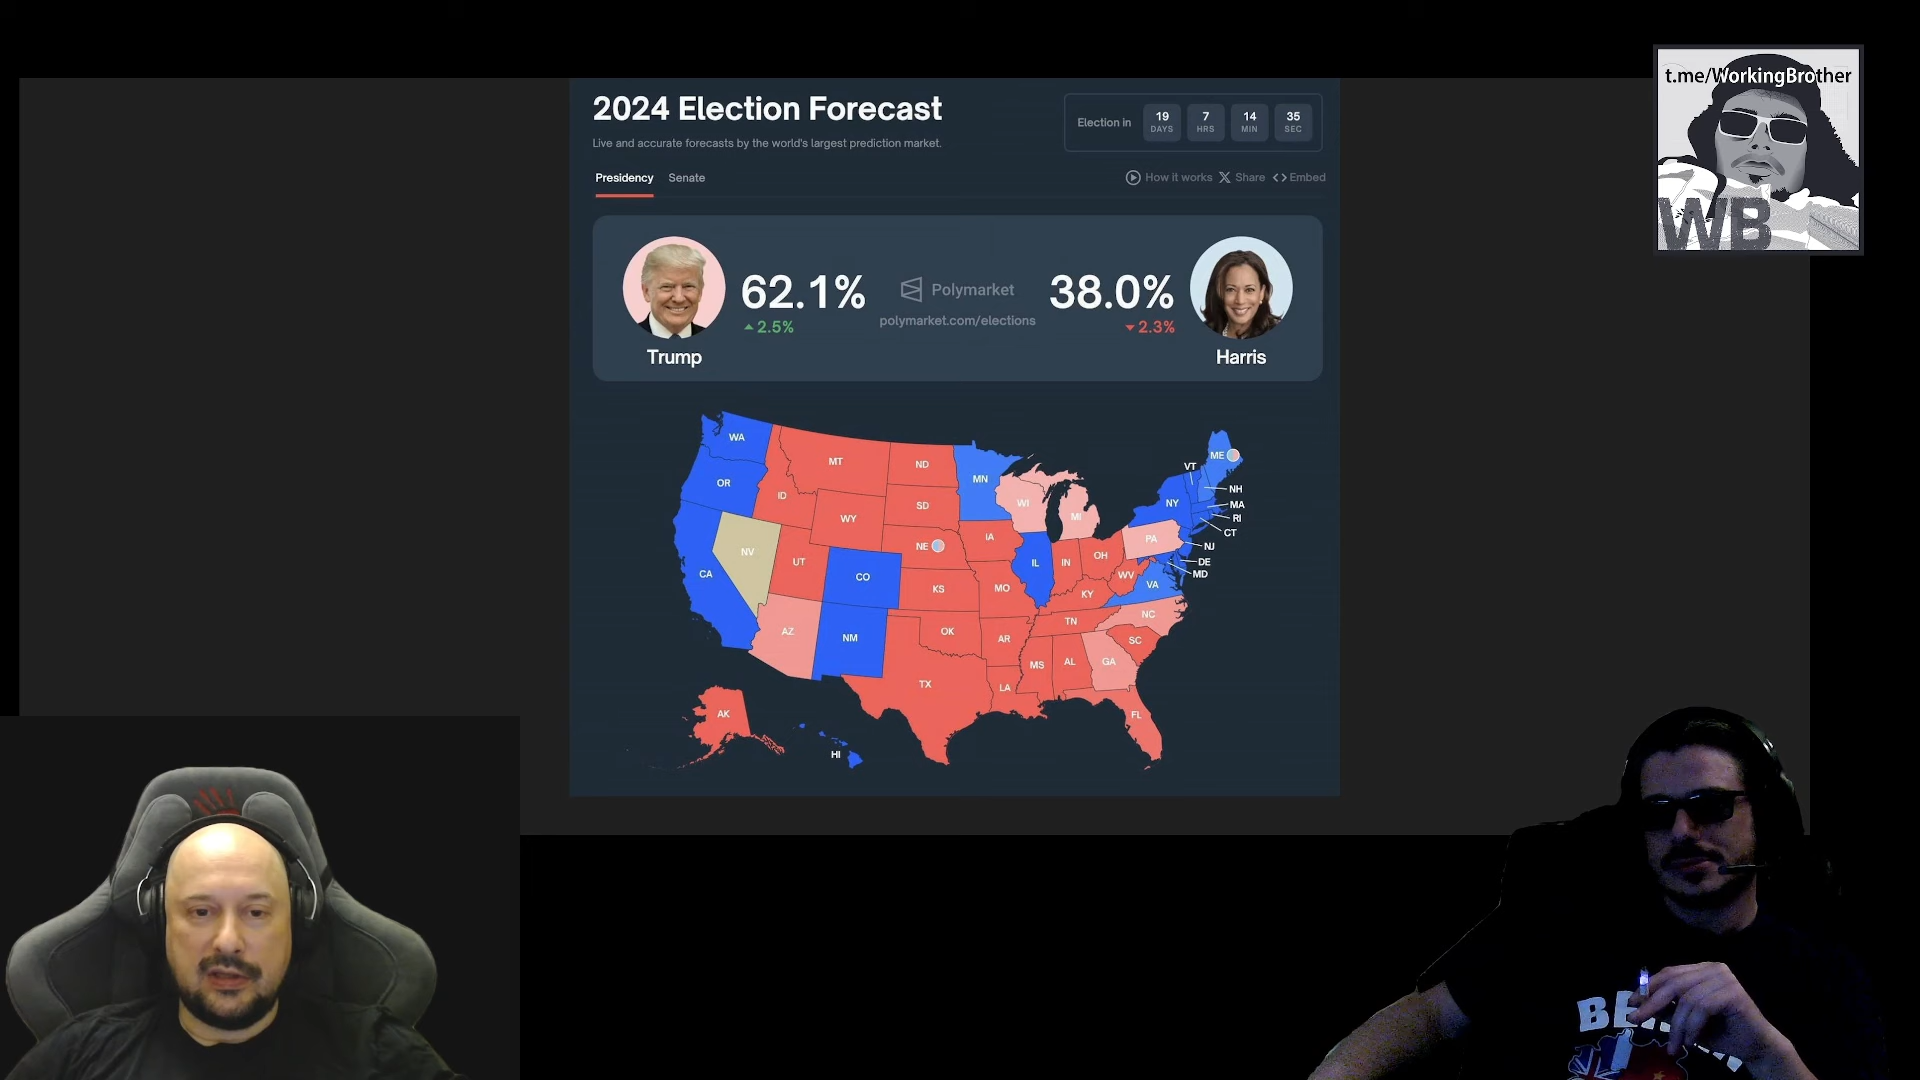 t.me/WorkingBrother
WB
2024 Election Forecast
Live and accurate forecasts by the world's largest prediction market.
Election in
19 DAYS
7 HRS
14 MIN
35 SEC
Presidency
Senate
How it works
Share
Embed
62.1%
2.5%
Trump
Polymarket
polymarket.com/elections
38.0%
2.3%
Harris
WA
MT
ND
MN
VT
ME
OR
ID
SD
WI
NY
NH
MA
RI
CT
WY
MI
NV
NE
IA
PA
NJ
UT
CO
IL
IN
OH
DE
MD
CA
KS
MO
WV
VA
KY
NC
AZ
NM
OK
AR
TN
SC
TX
MS
AL
GA
LA
AK
FL
HI